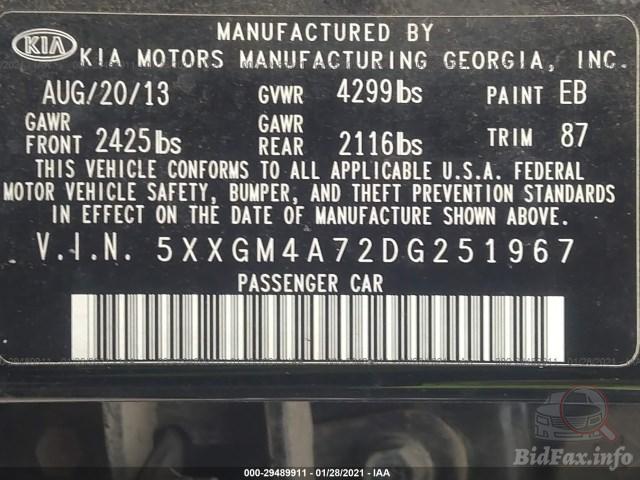 MANUFACTURED BY
KIA KIA MOTORS MANUFACTURING GEORGIA, INC.
AUG/20/13 GVWR 4299lbs PAINT EB
GAWR FRONT 2425lbs GAWR REAR 2116lbs TRIM 87
THIS VEHICLE CONFORMS TO ALL APPLICABLE U.S.A. FEDERAL
MOTOR VEHICLE SAFETY, BUMPER, AND THEFT PREVENTION STANDARDS
IN EFFECT ON THE DATE OF MANUFACTURE SHOWN ABOVE.
V.I.N. 5XXGM4A72DG251967
PASSENGER CAR
000-29489911 - 01/28/2021 - IAA
BidFax.info